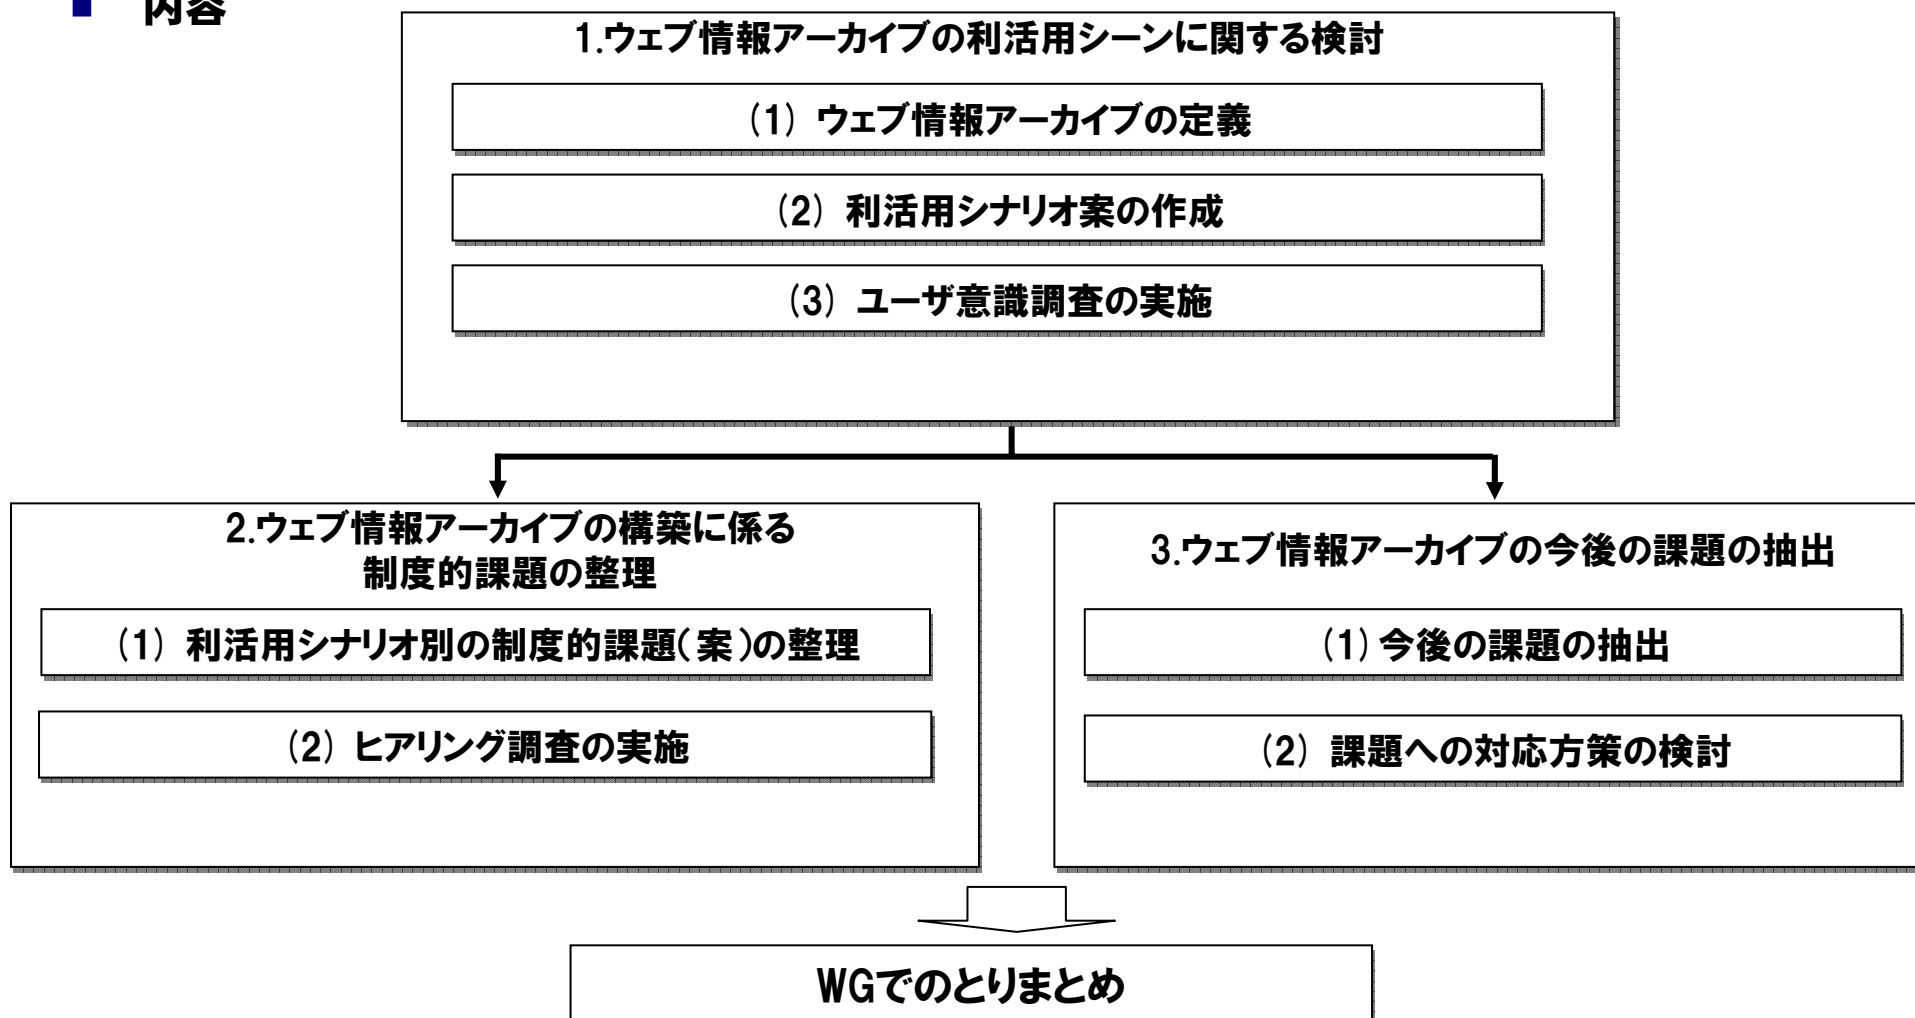 内容
1.ウェブ情報アーカイブの利活用シーンに関する検討
(1) ウェブ情報アーカイブの定義
(2) 利活用シナリオ案の作成
(3) ユーザ意識調査の実施
2.ウェブ情報アーカイブの構築に係る
制度的課題の整理
(1) 利活用シナリオ別の制度的課題(案)の整理
(2) ヒアリング調査の実施
3.ウェブ情報アーカイブの今後の課題の抽出
(1) 今後の課題の抽出
(2) 課題への対応方策の検討
WGでのとりまとめ